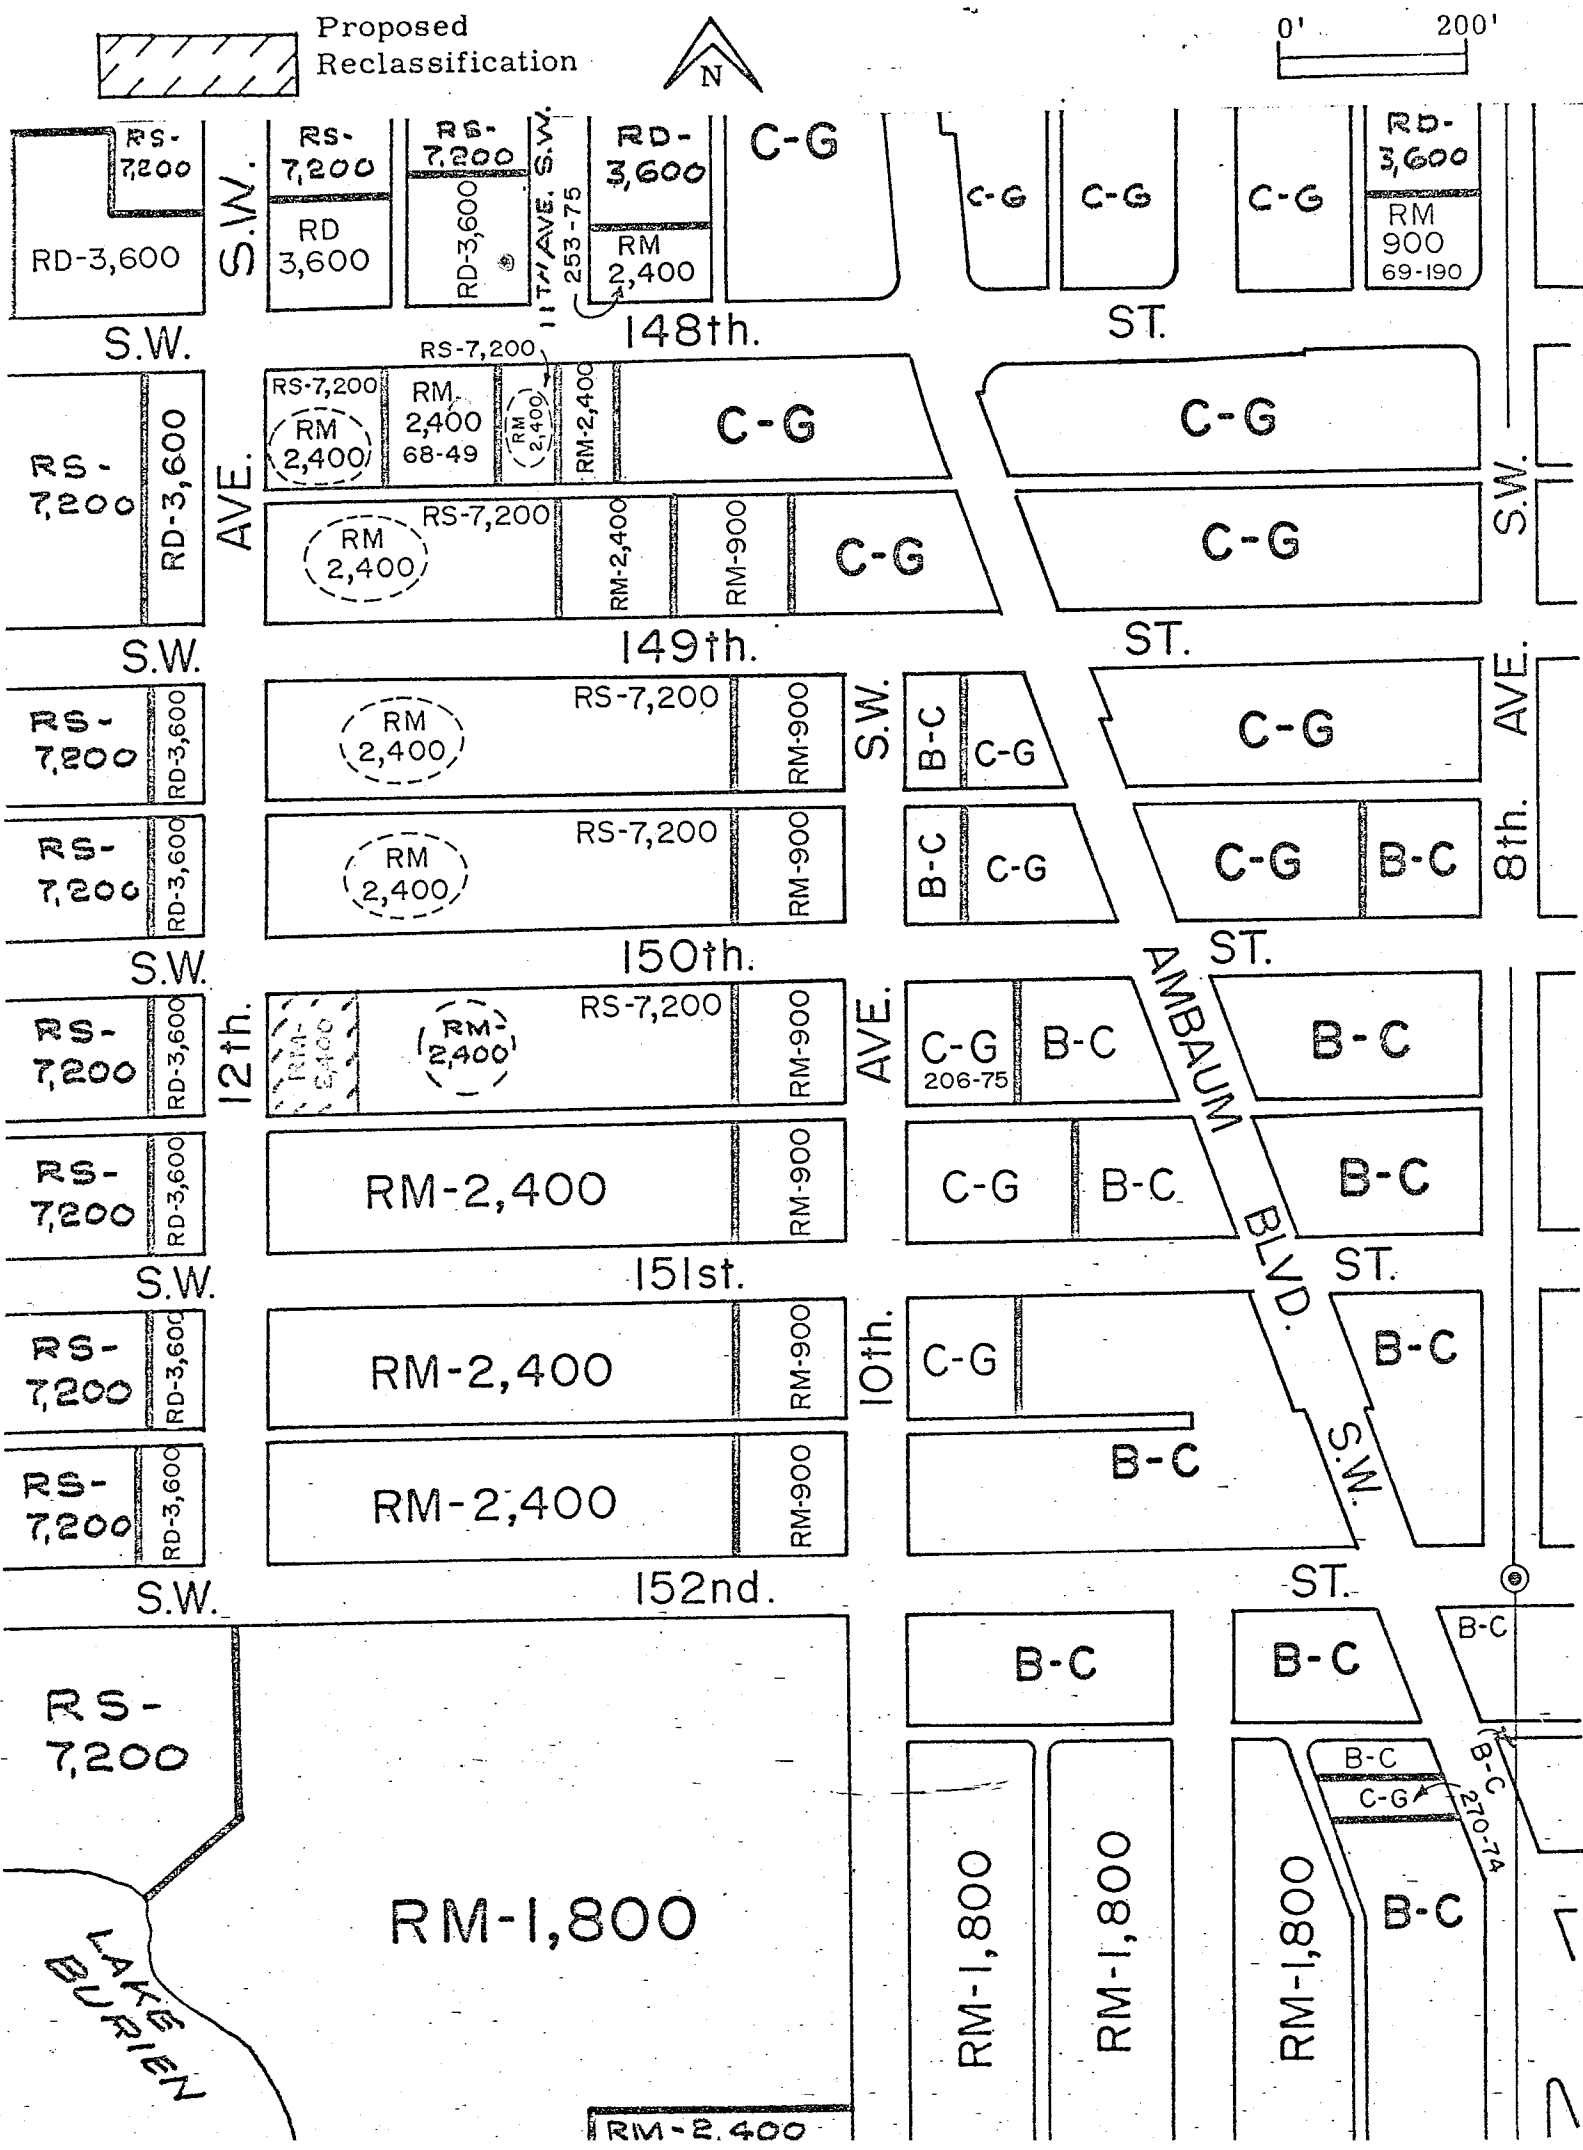 Proposed
Reclassification
N
0' 200'
RS-
7,200
RD-3,600
S.W.
RS-
7,200
RD
3,600
RS-
7,200
RD-3,600
11TH AVE. S.W.
253-75
RD-
3,600
RM
2,400
C-G
C-G
C-G
C-G
RD-
3,600
RM
900
69-190
S.W. 148th. ST.
RS-
7,200
RD-3,600
AVE.
RS-7,200
RM
2,400
RM
2,400
68-49
RS-7,200
RM
2,400
RM-2,400
C-G
C-G
S.W.
RM
2,400
RS-7,200
RM-2,400
RM-900
C-G
C-G
S.W. 149th. ST.
RS-
7,200
RD-3,600
RM
2,400
RS-7,200
RM-900
S.W.
B-C
C-G
C-G
AVE.
RS-
7,200
RD-3,600
RM
2,400
RS-7,200
RM-900
B-C
C-G
C-G
B-C
8th.
S.W. 150th. ST.
RS-
7,200
RD-3,600
12th.
RM-
2,400
RM-
2,400
RS-7,200
RM-900
AVE.
C-G
206-75
B-C
AMBAUM
B-C
RS-
7,200
RD-3,600
RM-2,400
RM-900
C-G
B-C
BLVD.
B-C
S.W. 151st. ST.
RS-
7,200
RD-3,600
RM-2,400
RM-900
10th.
C-G
B-C
RS-
7,200
RD-3,600
RM-2,400
RM-900
B-C
S.W.
S.W. 152nd. ST.
RS-
7,200
B-C
B-C
B-C
B-C
C-G
B-C
270-74
RM-1,800
RM-1,800
RM-1,800
RM-1,800
B-C
LAKE
BURIEN
RM-2,400